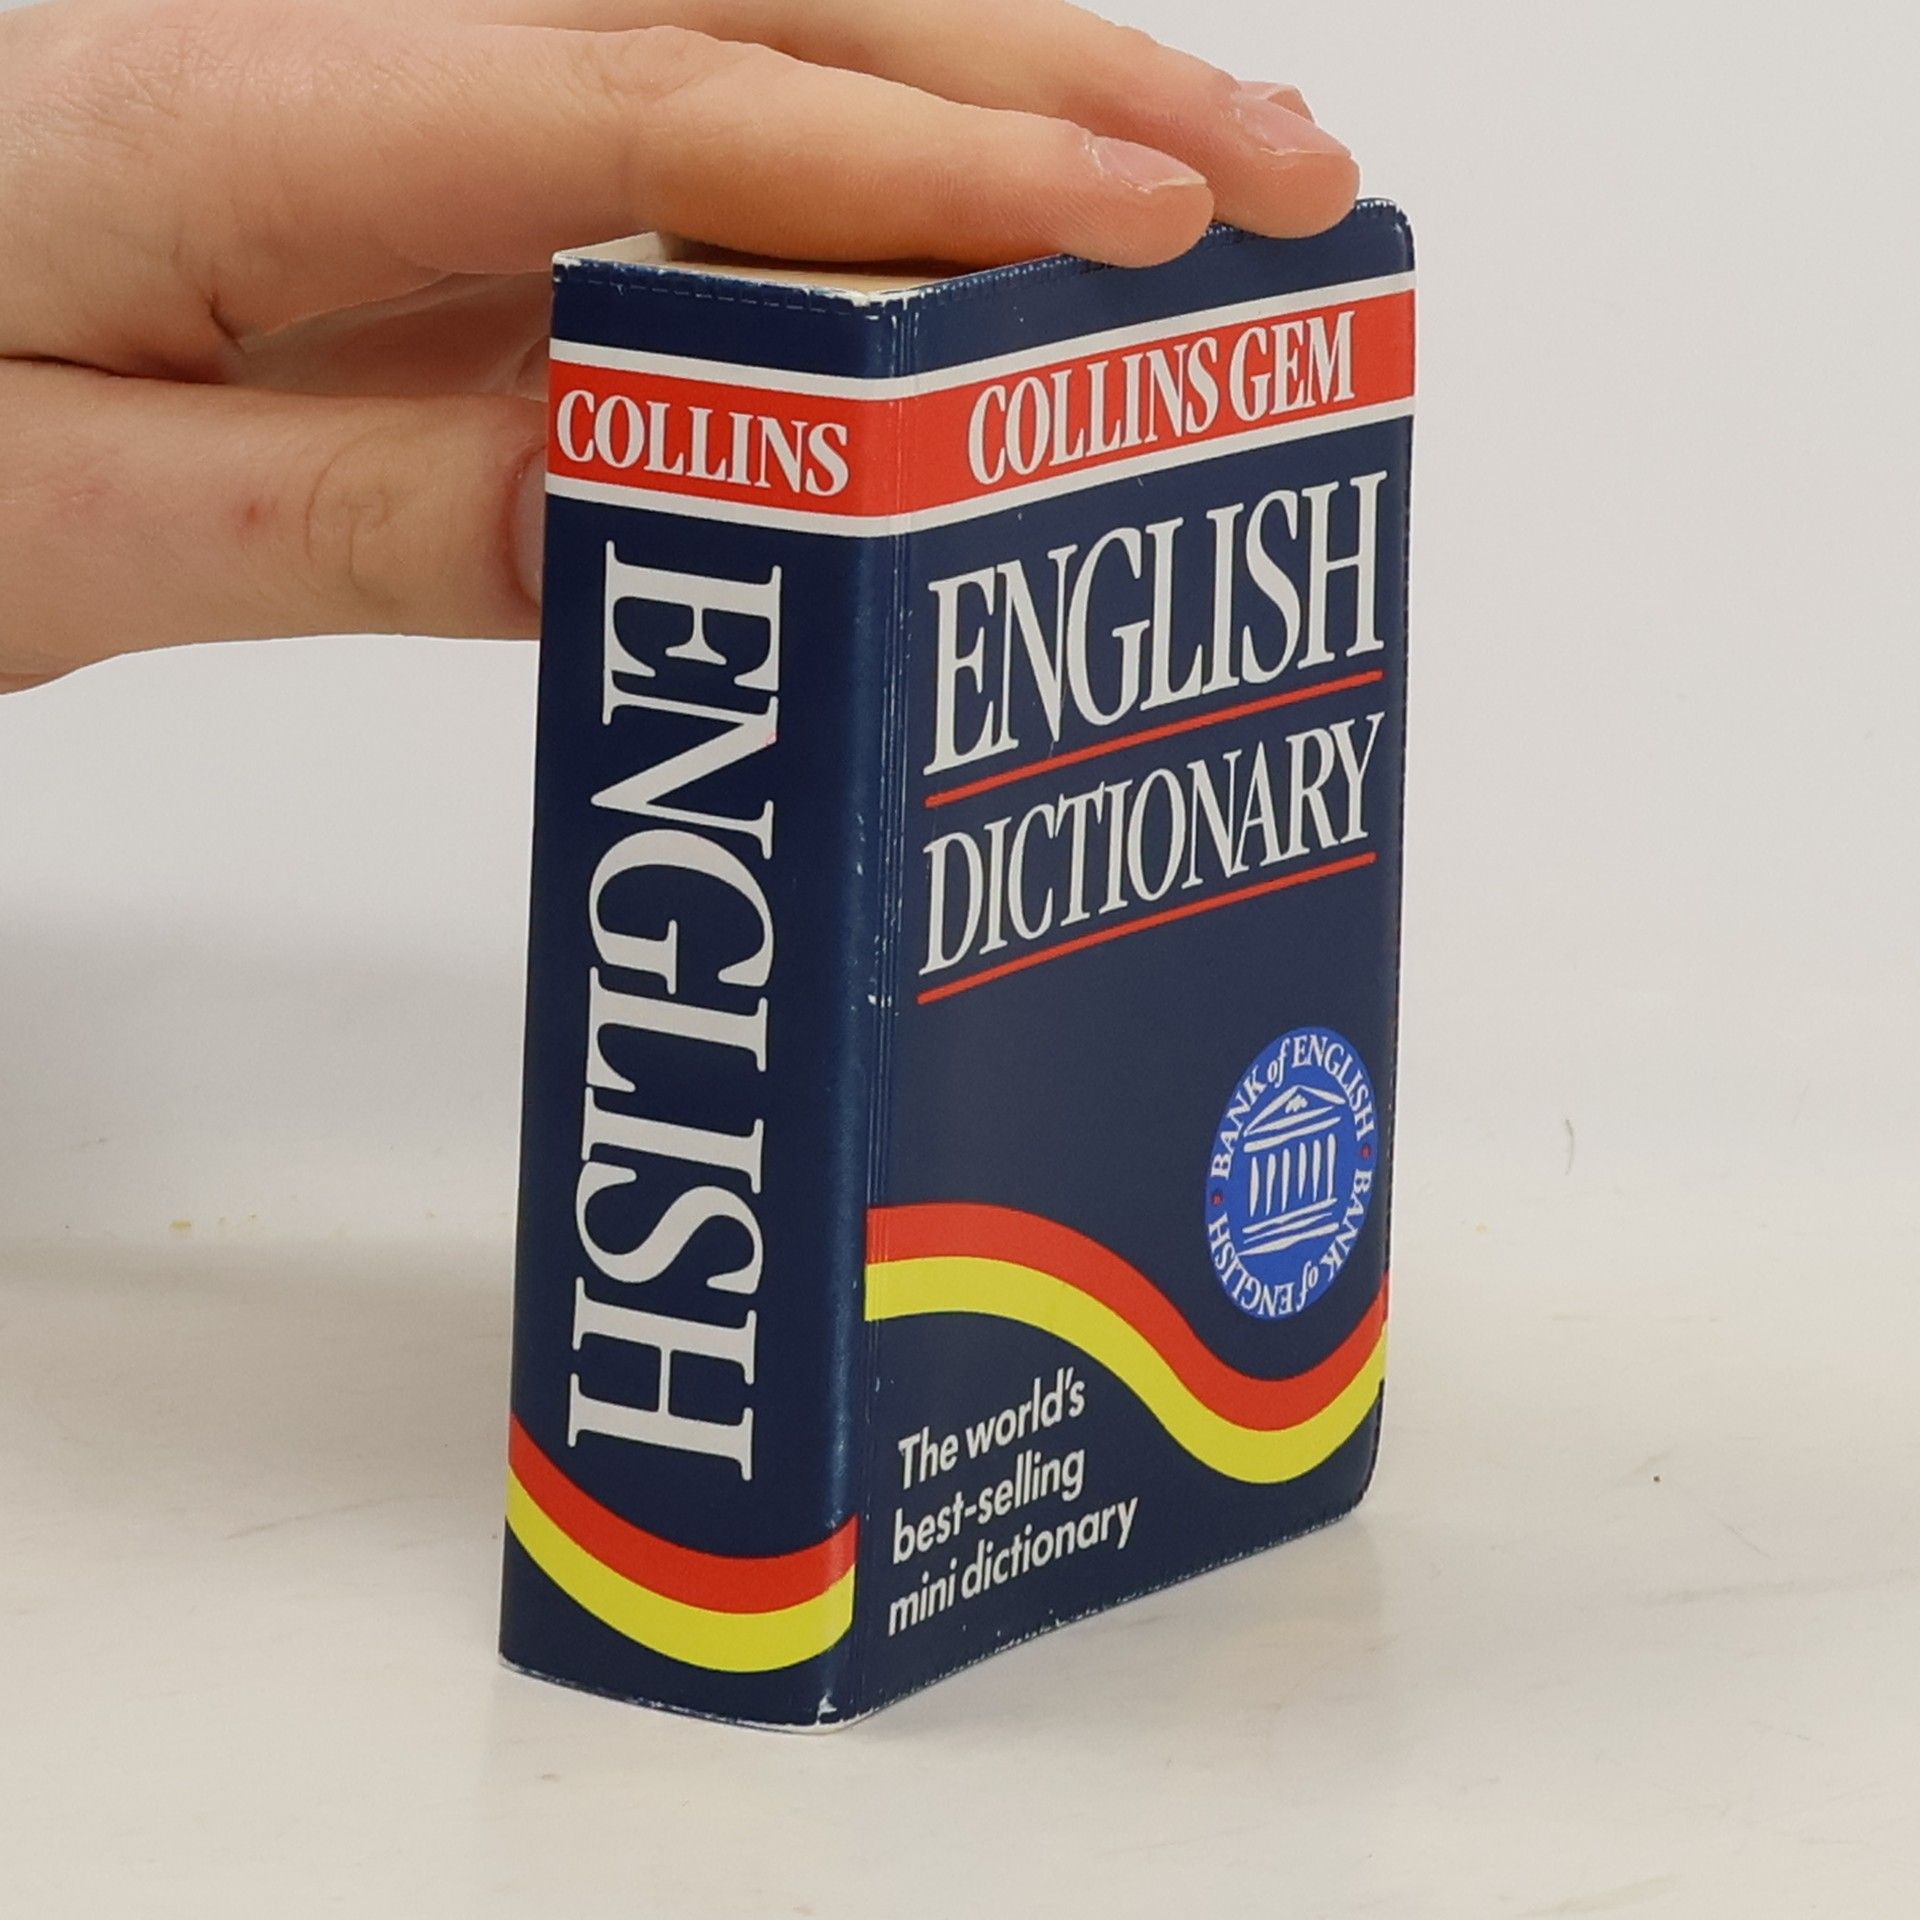 COLLINS
ENGLISH
COLLINS GEM
ENGLISH
DICTIONARY
BANK of ENGLISH • BANK of ENGLISH •
The world's
best-selling
mini dictionary